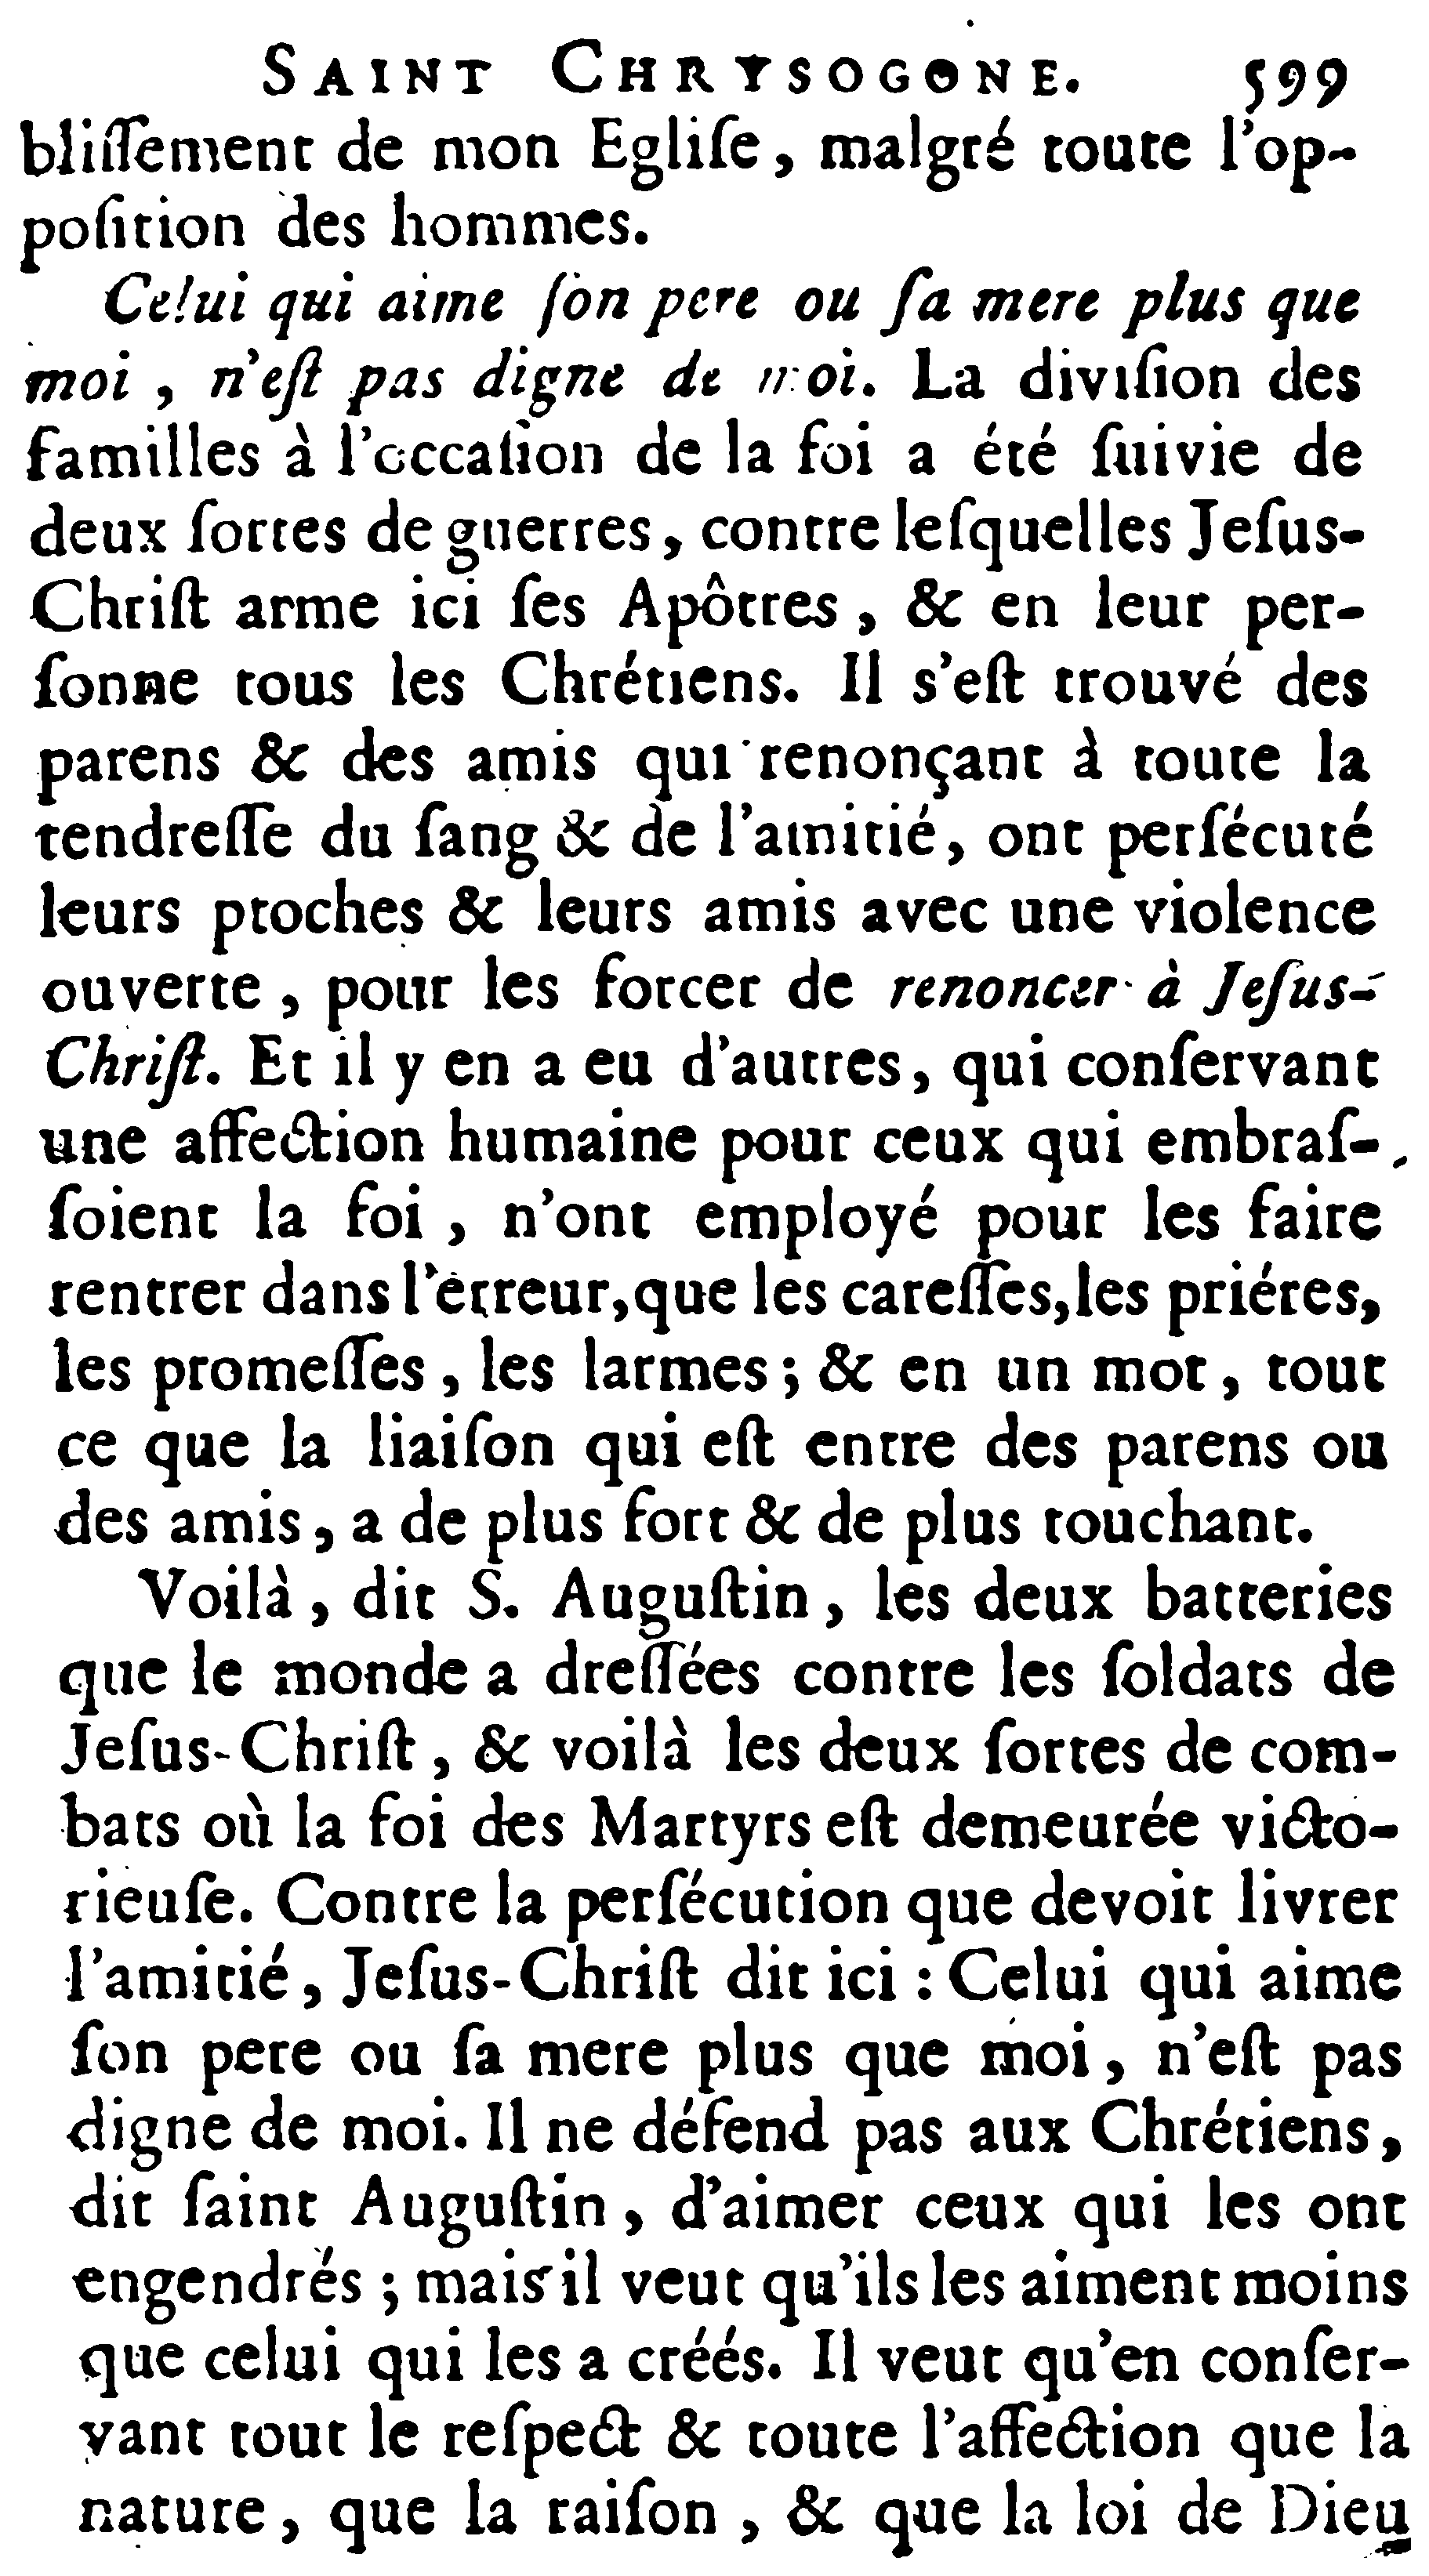 SAINT CHRYSOGONE. 599
bliſſement de mon Egliſe, malgré toute l'op-
poſition des hommes.
Celui qui aime ſon pere ou ſa mere plus que
moi, n'eſt pas digne de moi. La diviſion des
familles à l'occaſion de la foi a été ſuivie de
deux ſortes de guerres, contre leſquelles Jeſus-
Chriſt arme ici ſes Apôtres, & en leur per-
ſonne tous les Chrétiens. Il s'eſt trouvé des
parens & des amis qui renonçant à toute la
tendreſſe du ſang & de l'amitié, ont perſécuté
leurs proches & leurs amis avec une violence
ouverte, pour les forcer de renoncer à Jeſus-
Chriſt. Et il y en a eu d'autres, qui conſervant
une affection humaine pour ceux qui embraſ-
ſoient la foi, n'ont employé pour les faire
rentrer dans l'erreur, que les careſſes, les priéres,
les promeſſes, les larmes; & en un mot, tout
ce que la liaiſon qui eſt entre des parens ou
des amis, a de plus fort & de plus touchant.
Voilà, dit S. Auguſtin, les deux batteries
que le monde a dreſſées contre les ſoldats de
Jeſus-Chriſt, & voilà les deux ſortes de com-
bats où la foi des Martyrs eſt demeurée victo-
rieuſe. Contre la perſécution que devoit livrer
l'amitié, Jeſus-Chriſt dit ici : Celui qui aime
ſon pere ou ſa mere plus que moi, n'eſt pas
digne de moi. Il ne défend pas aux Chrétiens,
dit ſaint Auguſtin, d'aimer ceux qui les ont
engendrés; mais il veut qu'ils les aiment moins
que celui qui les a créés. Il veut qu'en conſer-
vant tout le reſpect & toute l'affection que la
nature, que la raiſon, & que la loi de Dieu